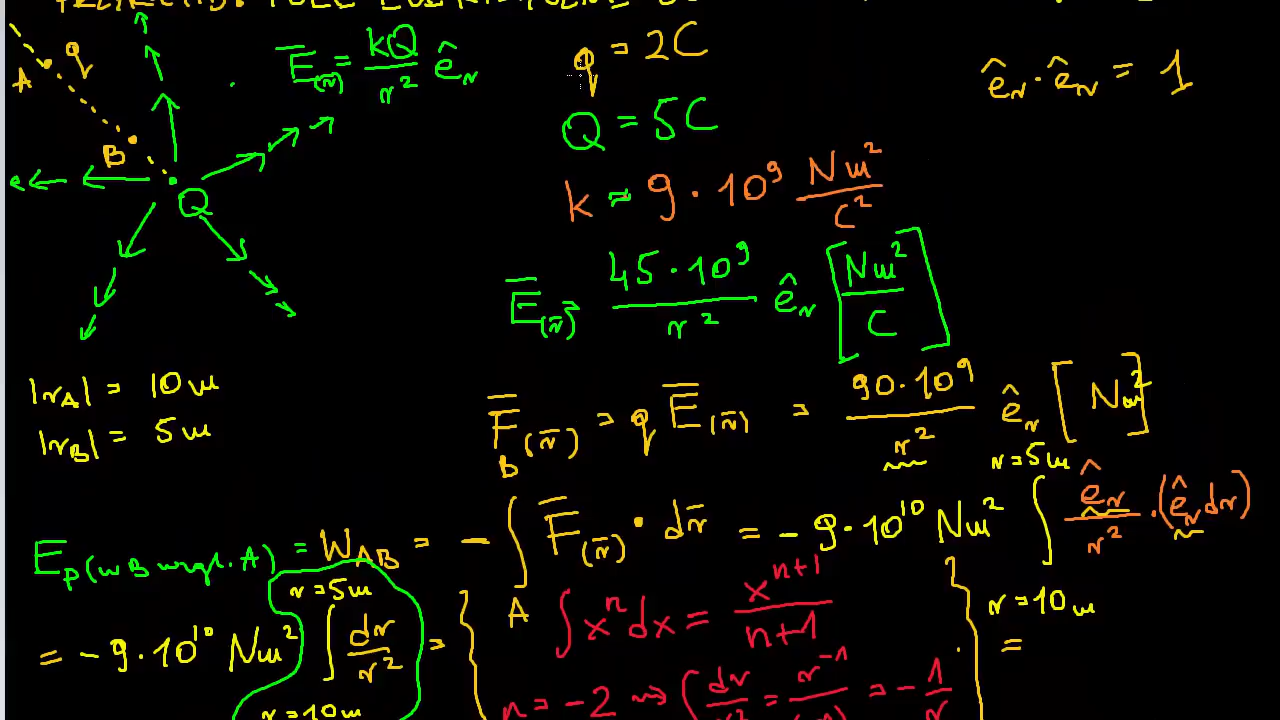 A q
E̅(r̅) = kQ/r² ê_r
q = 2C
ê_r · ê_r = 1
B
Q
Q = 5C
k ≈ 9 · 10⁹ Nm²/C²
E̅(r̅) = 45 · 10⁹/r² ê_r [Nm²/C]
|r_A| = 10m
|r_B| = 5m
F̅(r̅) = q E̅(r̅) = 90 · 10⁹/r² ê_r [Nm²]
E_p(w B wzgl. A) = W_AB = - ∫_A^B F̅(r̅) · dr̅ = - 9 · 10¹⁰ Nm² ∫_{r=10m}^{r=5m} ê_r/r² · (ê_r dr) =
= - 9 · 10¹⁰ Nm² ∫_{r=10m}^{r=5m} dr/r² = {
∫ xⁿ dx = xⁿ⁺¹/n+1
n = -2 ⇝ ∫ dr/r² = r⁻¹/(-1) = - 1/r